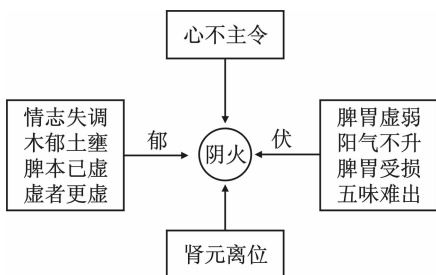 心不主令
情志失调
木郁土壅
脾本已虚
虚者更虚
郁
阴火
伏
脾胃虚弱
阳气不升
脾胃受损
五味难出
肾元离位